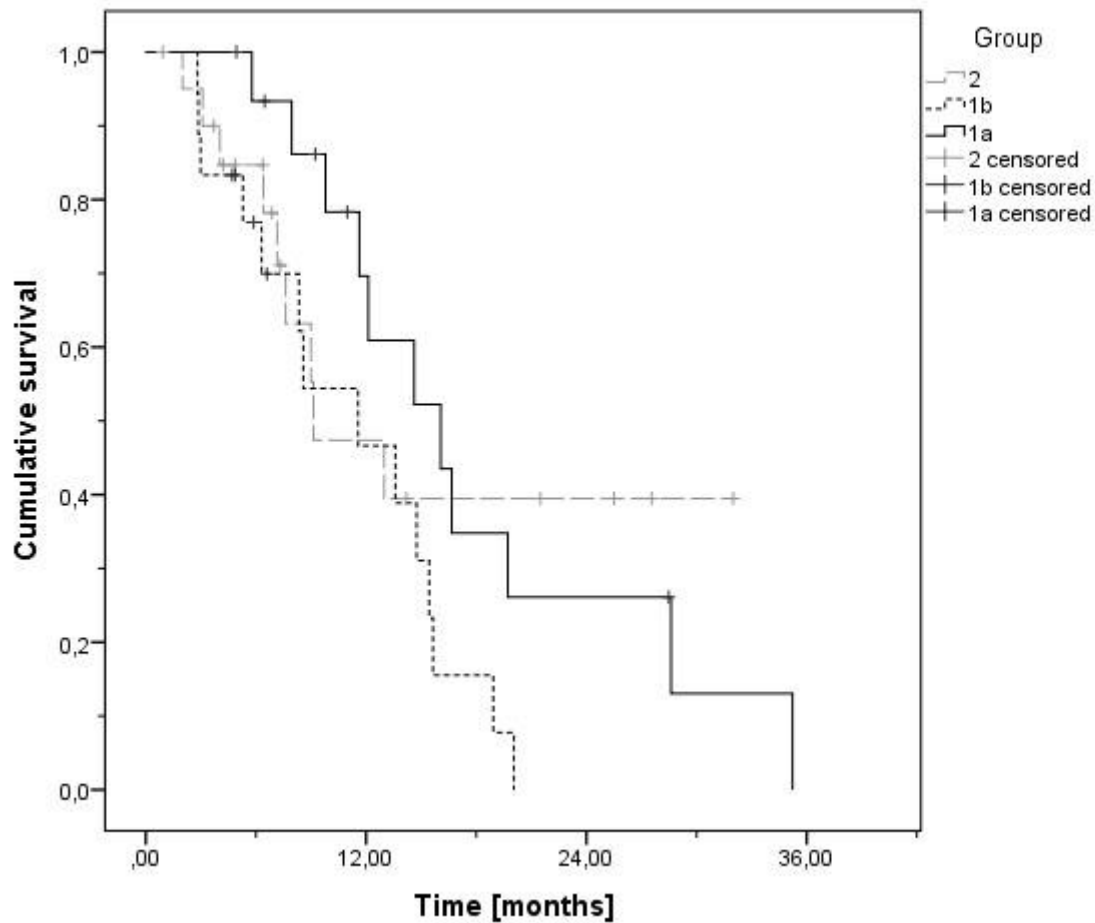 Group
2
1b
1a
2 censored
1b censored
1a censored
1,0
0,8
0,6
0,4
0,2
0,0
Cumulative survival
,00
12,00
24,00
36,00
Time [months]